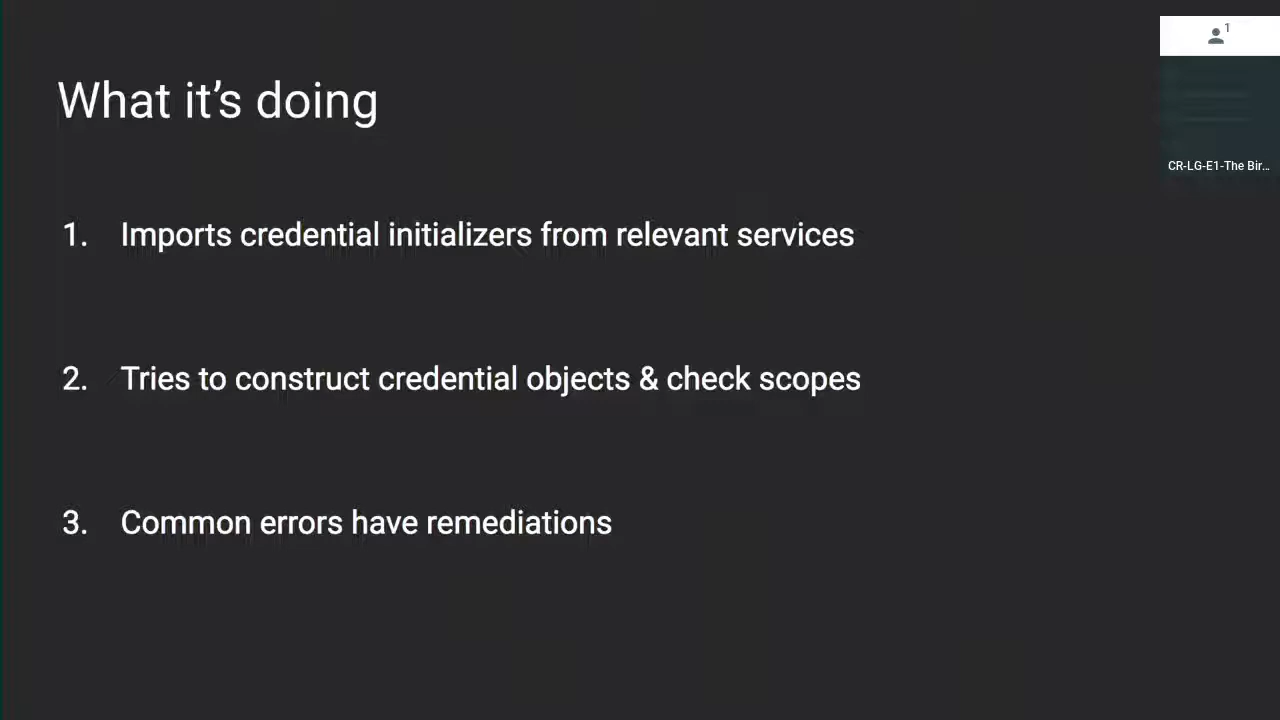 What it’s doing
1
CR-LG-E1-The Bir...
1. Imports credential initializers from relevant services
2. Tries to construct credential objects & check scopes
3. Common errors have remediations